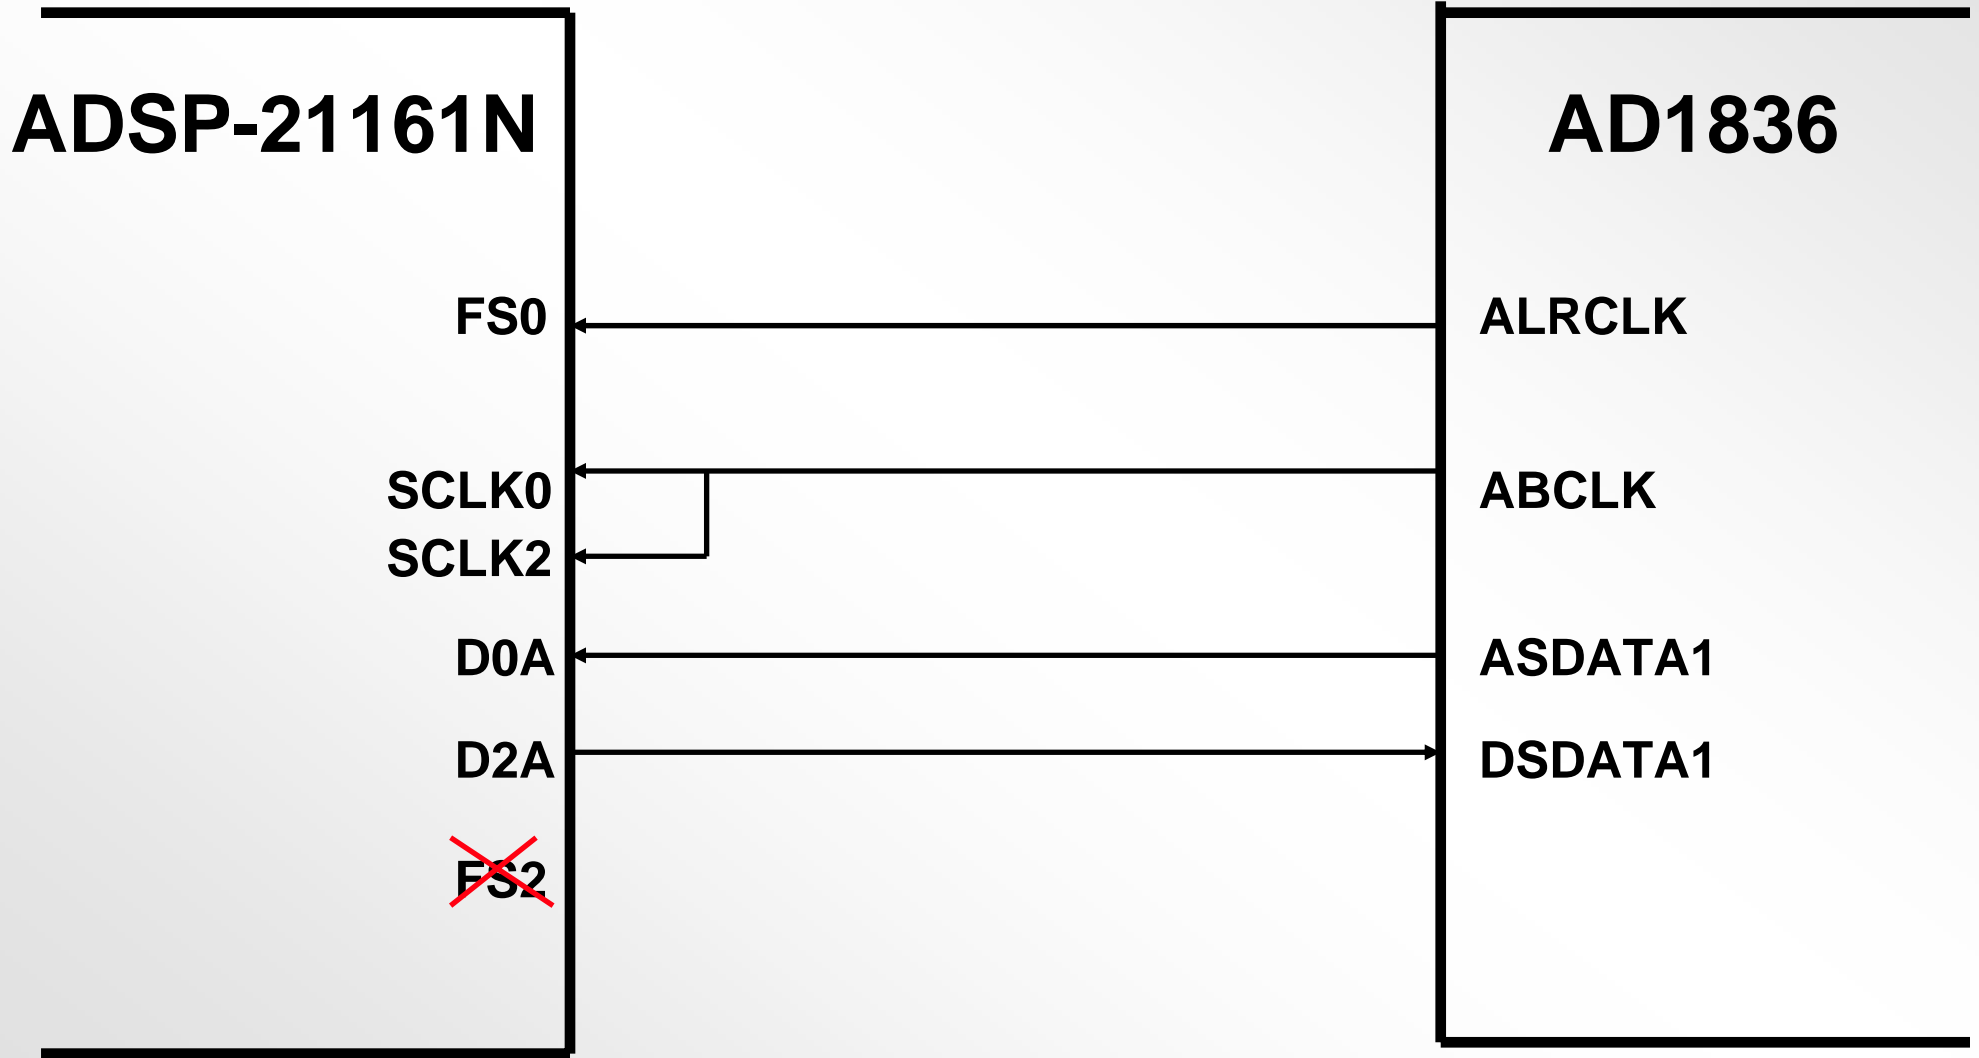 ADSP-21161N
AD1836
FS0
ALRCLK
SCLK0
ABCLK
SCLK2
D0A
ASDATA1
D2A
DSDATA1
FS2